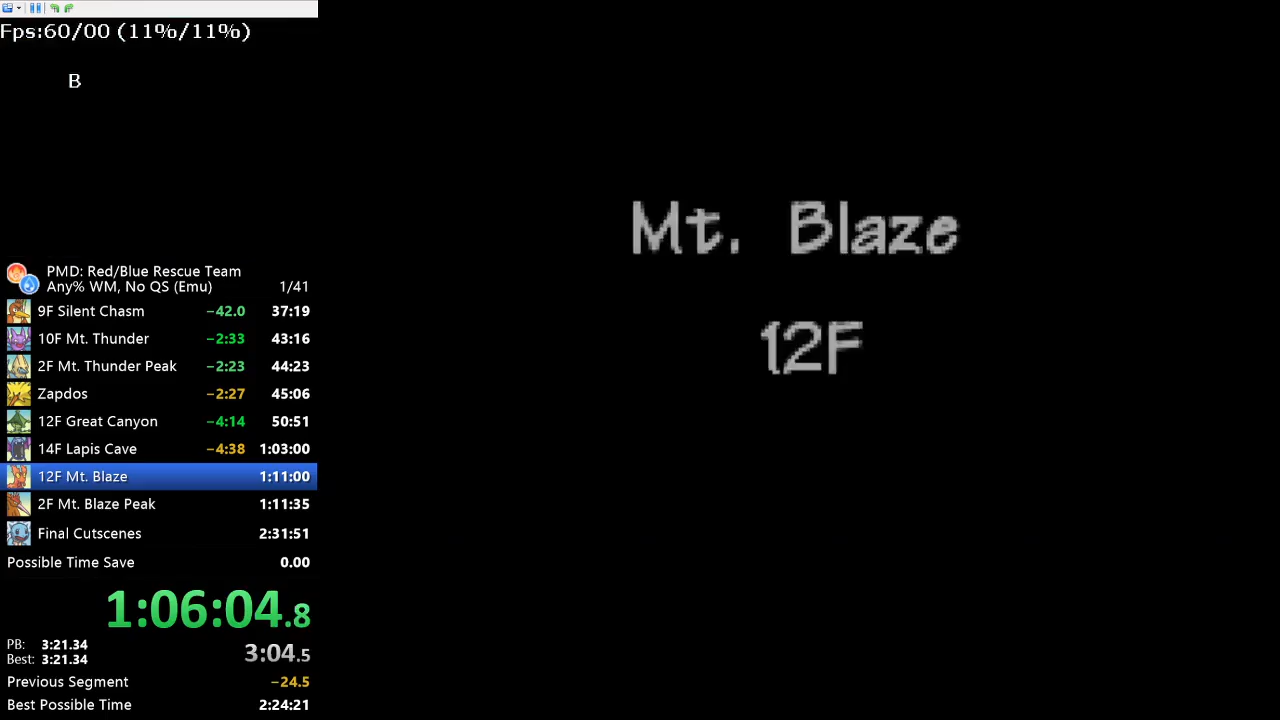 Fps:60/00 (11%/11%)
B
Mt. Blaze
12F
PMD: Red/Blue Rescue Team
Any% WM, No QS (Emu) 1/41
9F Silent Chasm −42.0 37:19
10F Mt. Thunder −2:33 43:16
2F Mt. Thunder Peak −2:23 44:23
Zapdos −2:27 45:06
12F Great Canyon −4:14 50:51
14F Lapis Cave −4:38 1:03:00
12F Mt. Blaze 1:11:00
2F Mt. Blaze Peak 1:11:35
Final Cutscenes 2:31:51
Possible Time Save 0.00
1:06:04.8
PB: 3:21.34
Best: 3:21.34
3:04.5
Previous Segment −24.5
Best Possible Time 2:24:21